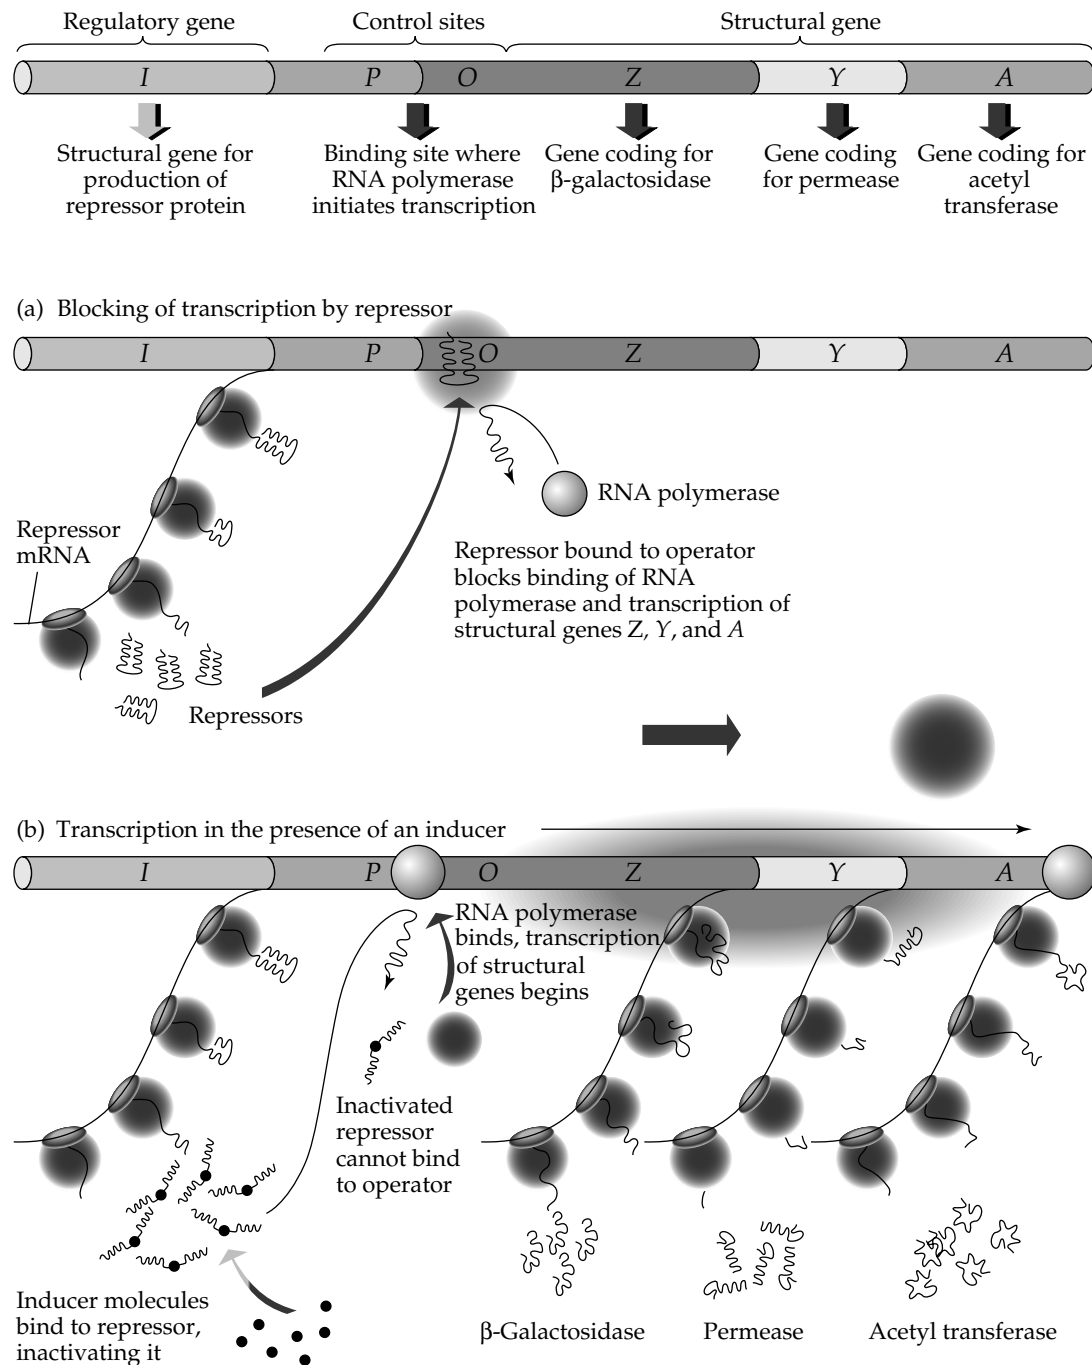 Regulatory gene
Control sites
Structural gene
I P O Z Y A
Structural gene for
production of
repressor protein
Binding site where
RNA polymerase
initiates transcription
Gene coding for
β-galactosidase
Gene coding
for permease
Gene coding for
acetyl
transferase
(a) Blocking of transcription by repressor
I P O Z Y A
RNA polymerase
Repressor
mRNA
Repressor bound to operator
blocks binding of RNA
polymerase and transcription of
structural genes Z, Y, and A
Repressors
(b) Transcription in the presence of an inducer
I P O Z Y A
RNA polymerase
binds, transcription
of structural
genes begins
Inactivated
repressor
cannot bind
to operator
Inducer molecules
bind to repressor,
inactivating it
β-Galactosidase
Permease
Acetyl transferase